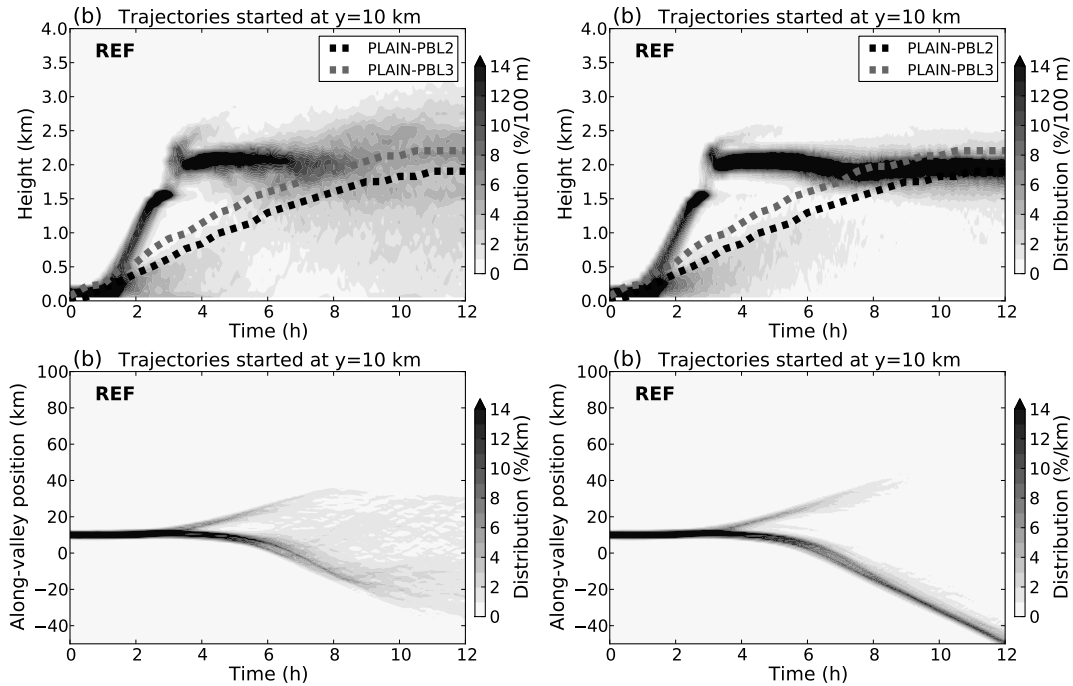 (b) Trajectories started at y=10 km
REF
PLAIN-PBL2
PLAIN-PBL3
4.0
3.5
3.0
2.5
2.0
1.5
1.0
0.5
0.0
Height (km)
0 2 4 6 8 10 12
Time (h)
14
12
10
8
6
4
2
0
Distribution (%/100 m)
(b) Trajectories started at y=10 km
REF
PLAIN-PBL2
PLAIN-PBL3
4.0
3.5
3.0
2.5
2.0
1.5
1.0
0.5
0.0
Height (km)
0 2 4 6 8 10 12
Time (h)
14
12
10
8
6
4
2
0
Distribution (%/100 m)
(b) Trajectories started at y=10 km
REF
100
80
60
40
20
0
−20
−40
Along-valley position (km)
0 2 4 6 8 10 12
Time (h)
14
12
10
8
6
4
2
0
Distribution (%/km)
(b) Trajectories started at y=10 km
REF
100
80
60
40
20
0
−20
−40
Along-valley position (km)
0 2 4 6 8 10 12
Time (h)
14
12
10
8
6
4
2
0
Distribution (%/km)